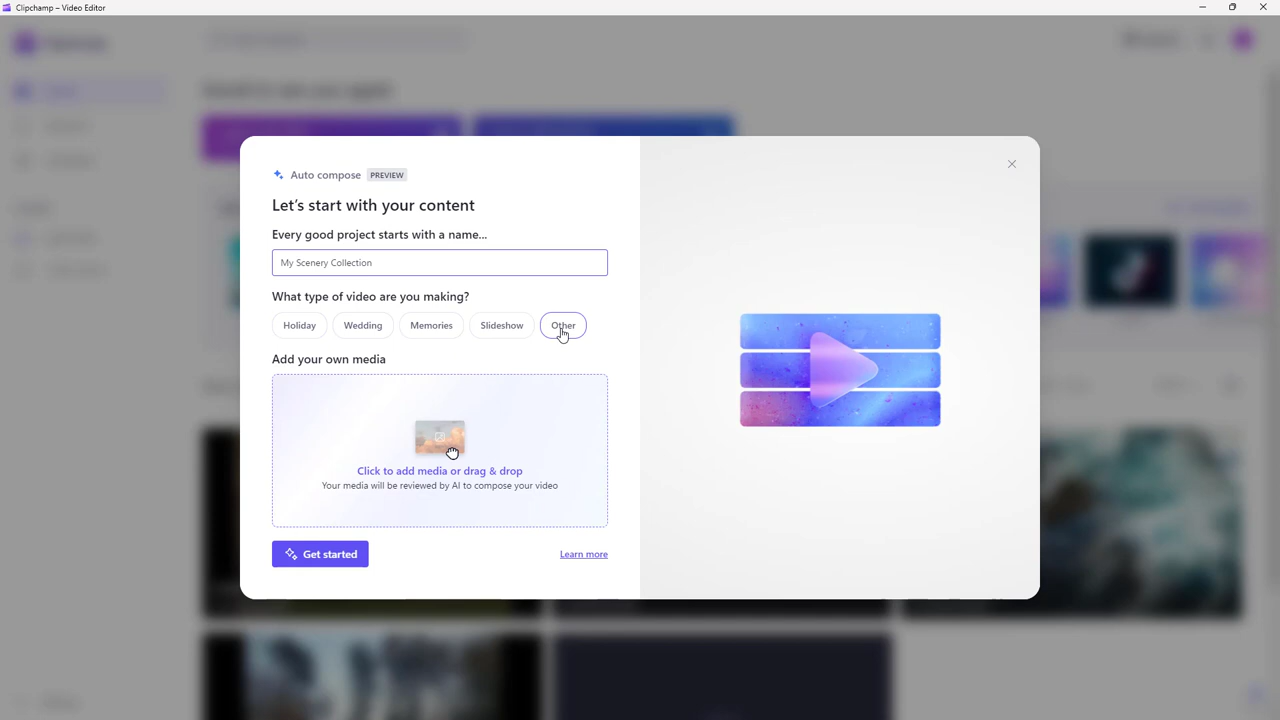 Clipchamp – Video Editor
Auto compose PREVIEW
Let's start with your content
Every good project starts with a name...
My Scenery Collection
What type of video are you making?
Holiday Wedding Memories Slideshow Other
Add your own media
Click to add media or drag & drop
Your media will be reviewed by AI to compose your video
Get started Learn more